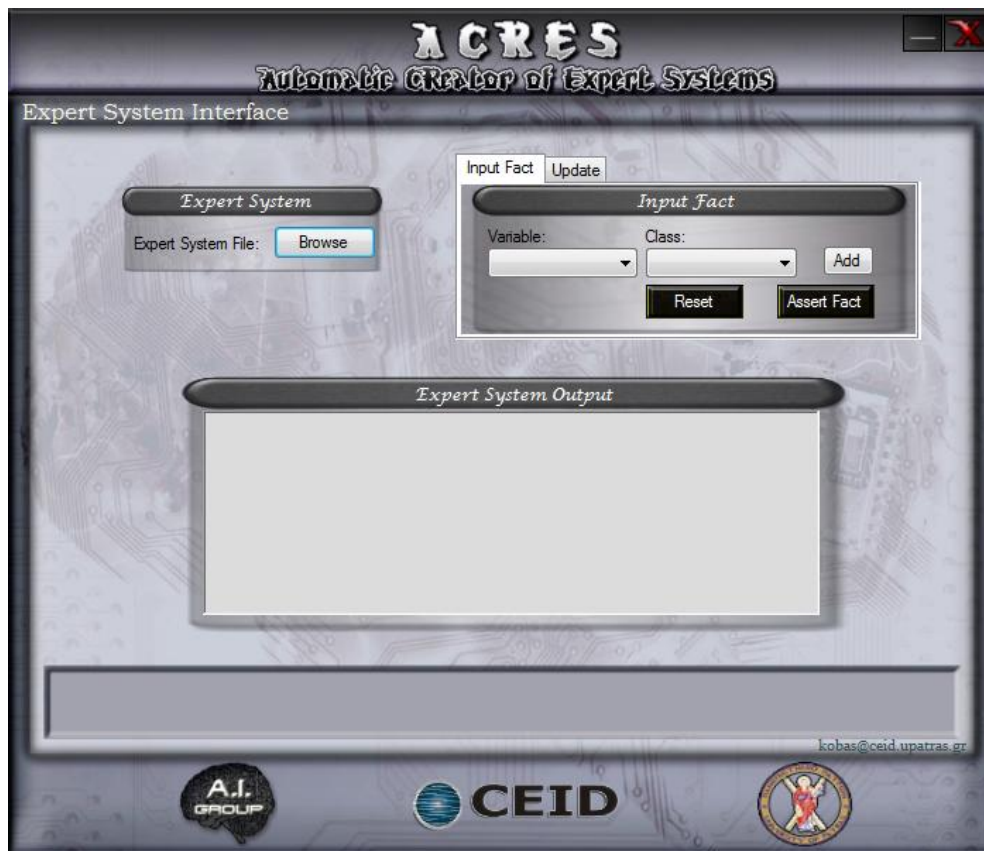 ACRES
Automatic CReator of Expert Systems
Expert System Interface
Input Fact Update
Expert System
Expert System File: Browse
Input Fact
Variable: Class:
Add
Reset Assert Fact
Expert System Output
kobas@ceid.upatras.gr
A.I.
GROUP
CEID